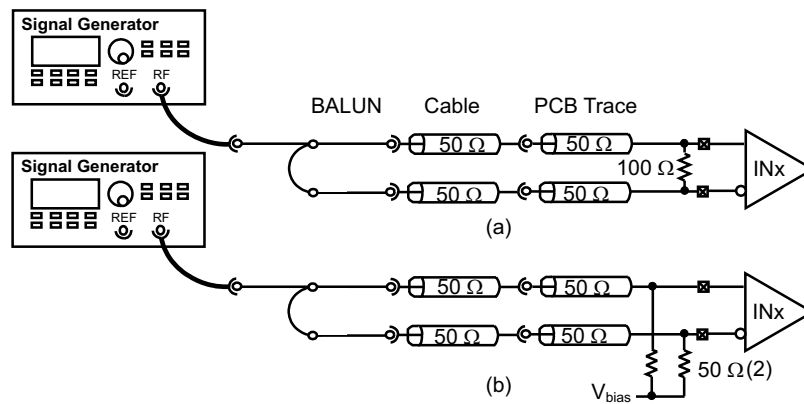 Signal Generator
REF RF
BALUN Cable PCB Trace
50 Ω 50 Ω
100 Ω
INx
50 Ω 50 Ω
(a)
Signal Generator
REF RF
50 Ω 50 Ω
INx
50 Ω 50 Ω
50 Ω (2)
(b)
Vbias